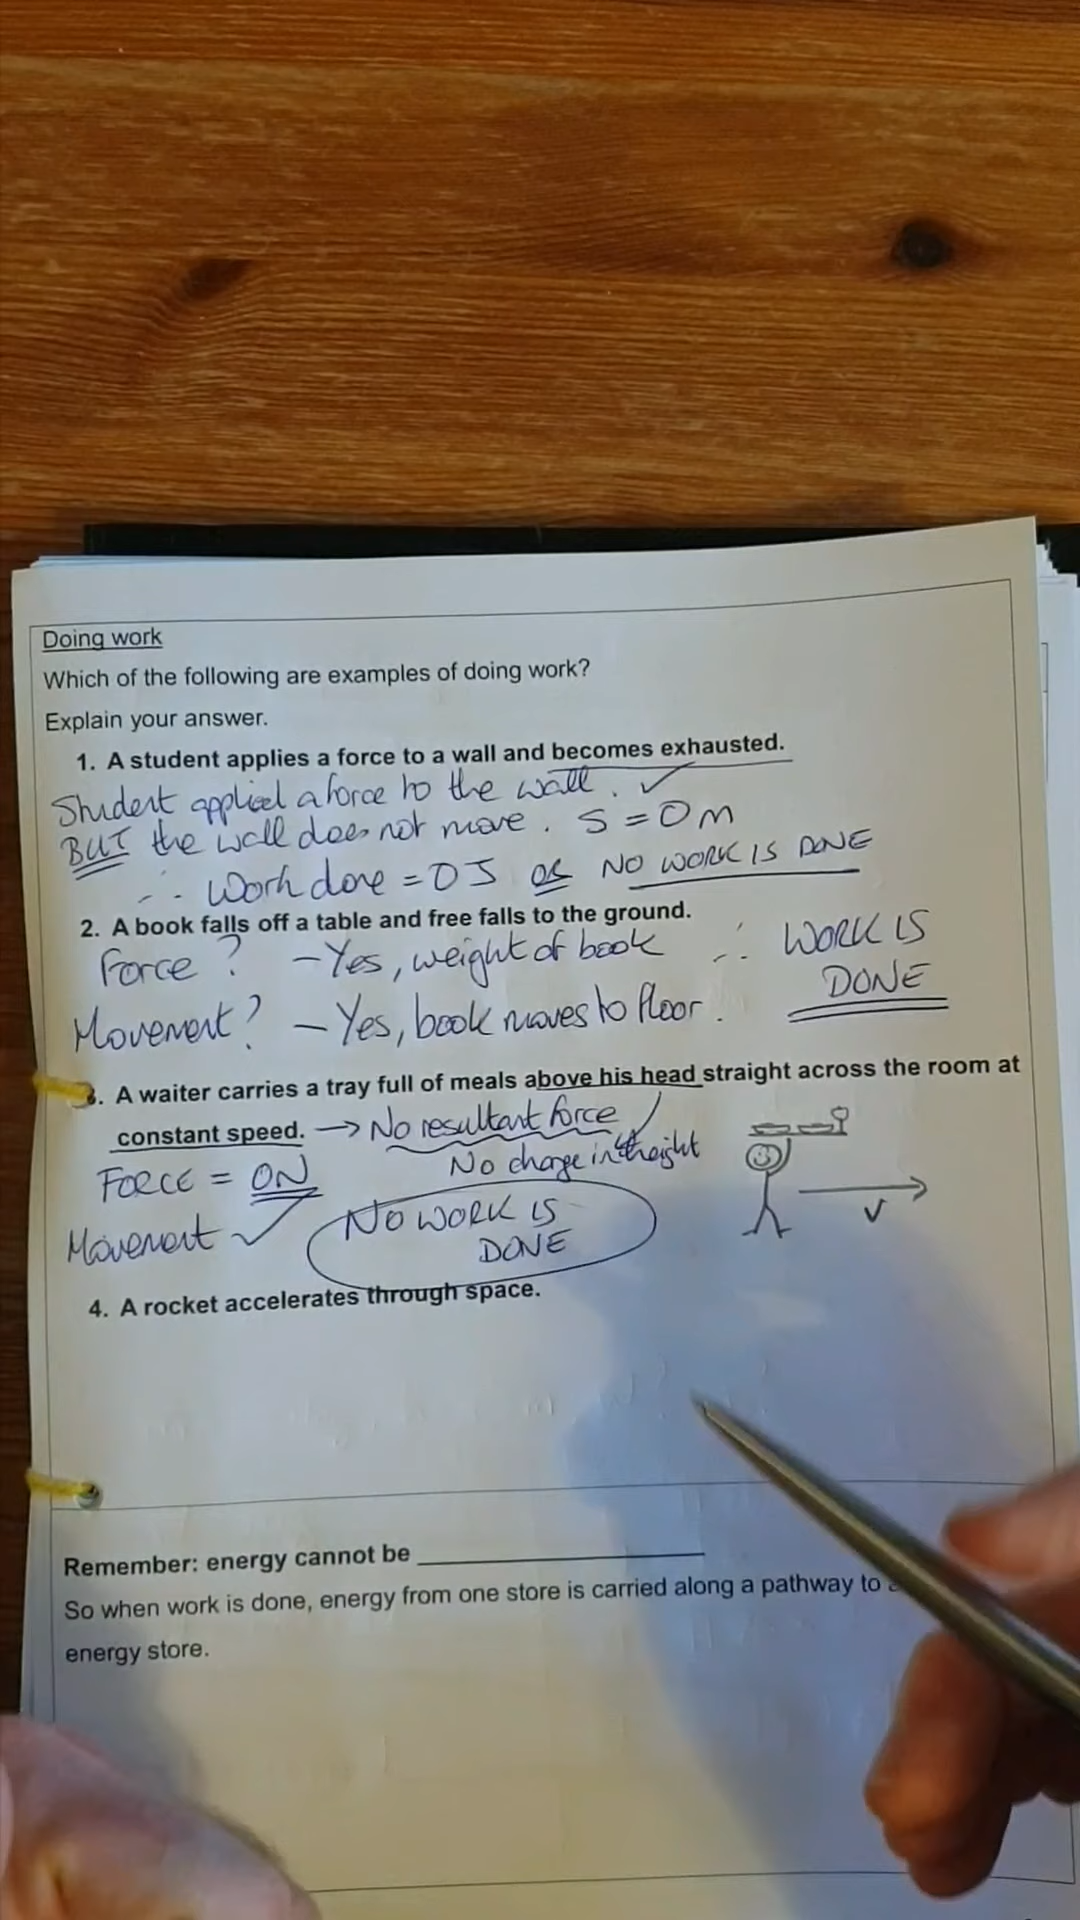 Doing work
Which of the following are examples of doing work?
Explain your answer.
1. A student applies a force to a wall and becomes exhausted.
Student applied a force to the wall. ✓
BUT the wall does not move. S = 0 m
∴ Work done = 0 J or NO WORK IS DONE
2. A book falls off a table and free falls to the ground.
Force? – Yes, weight of book ∴ WORK IS
DONE
Movement? – Yes, book moves to floor.
3. A waiter carries a tray full of meals above his head straight across the room at
constant speed. → No resultant force
No change in height
FORCE = 0N
Movement ✓
NO WORK IS
DONE
v
4. A rocket accelerates through space.
Remember: energy cannot be ____________
So when work is done, energy from one store is carried along a pathway to
energy store.